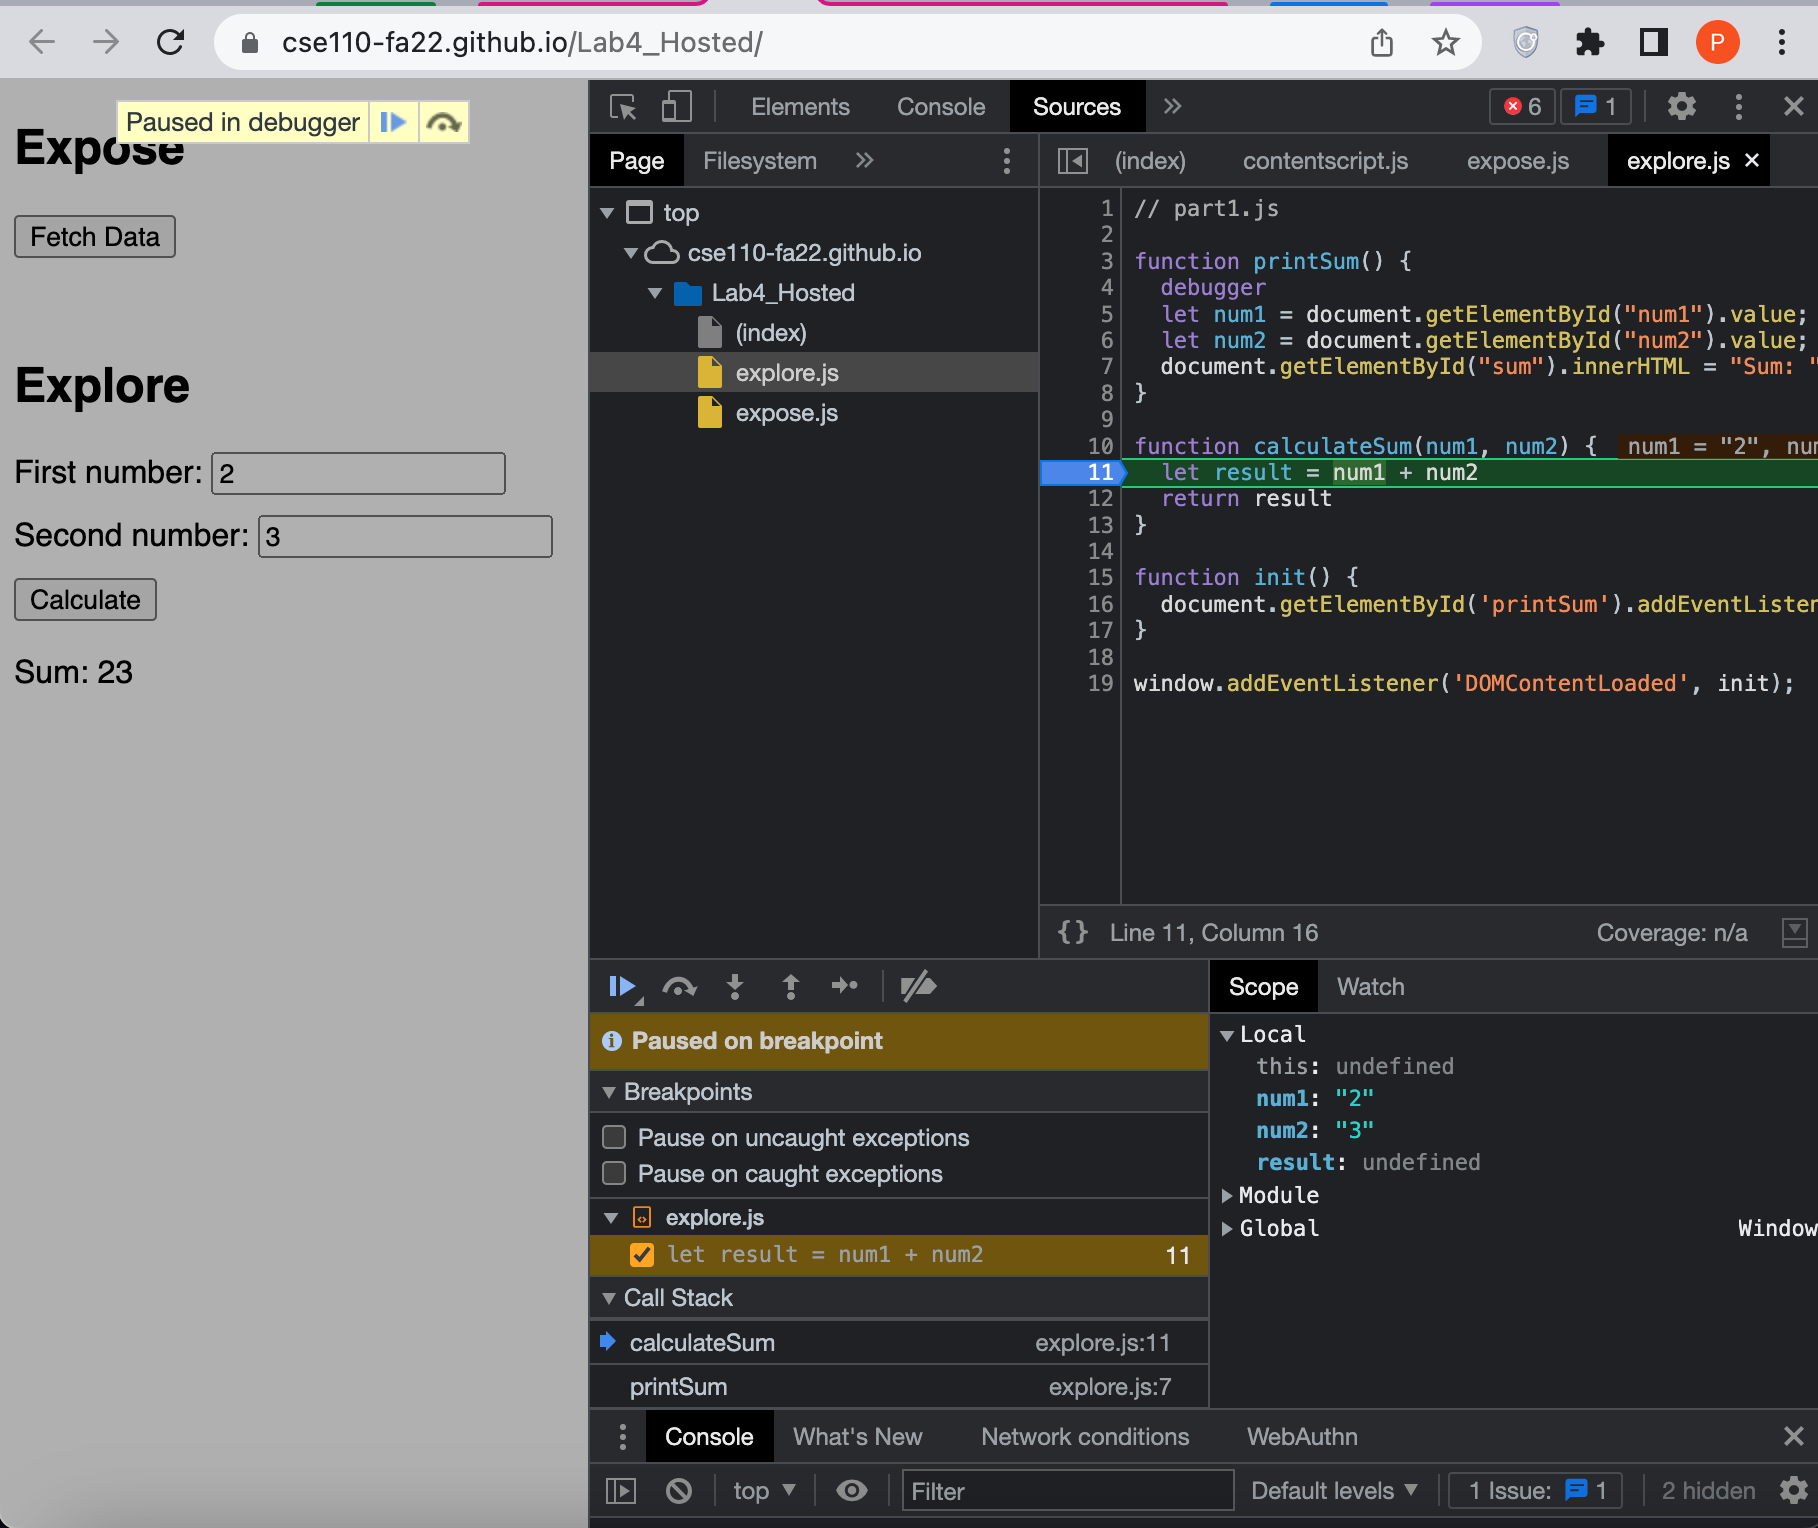 cse110-fa22.github.io/Lab4_Hosted/
P
Paused in debugger
Expose
Fetch Data
Explore
First number: 2
Second number: 3
Calculate
Sum: 23
Elements Console Sources » 6 1
Page Filesystem »
(index) contentscript.js expose.js explore.js ×
top
cse110-fa22.github.io
Lab4_Hosted
(index)
explore.js
expose.js
1 // part1.js
2
3 function printSum() {
4 debugger
5 let num1 = document.getElementById("num1").value;
6 let num2 = document.getElementById("num2").value;
7 document.getElementById("sum").innerHTML = "Sum: "
8 }
9
10 function calculateSum(num1, num2) { num1 = "2", num
11 let result = num1 + num2
12 return result
13 }
14
15 function init() {
16 document.getElementById('printSum').addEventListener
17 }
18
19 window.addEventListener('DOMContentLoaded', init);
{} Line 11, Column 16 Coverage: n/a
Paused on breakpoint
Breakpoints
Pause on uncaught exceptions
Pause on caught exceptions
explore.js
let result = num1 + num2 11
Call Stack
calculateSum explore.js:11
printSum explore.js:7
Scope Watch
Local
this: undefined
num1: "2"
num2: "3"
result: undefined
Module
Global Window
Console What's New Network conditions WebAuthn
top Filter Default levels 1 Issue: 1 2 hidden